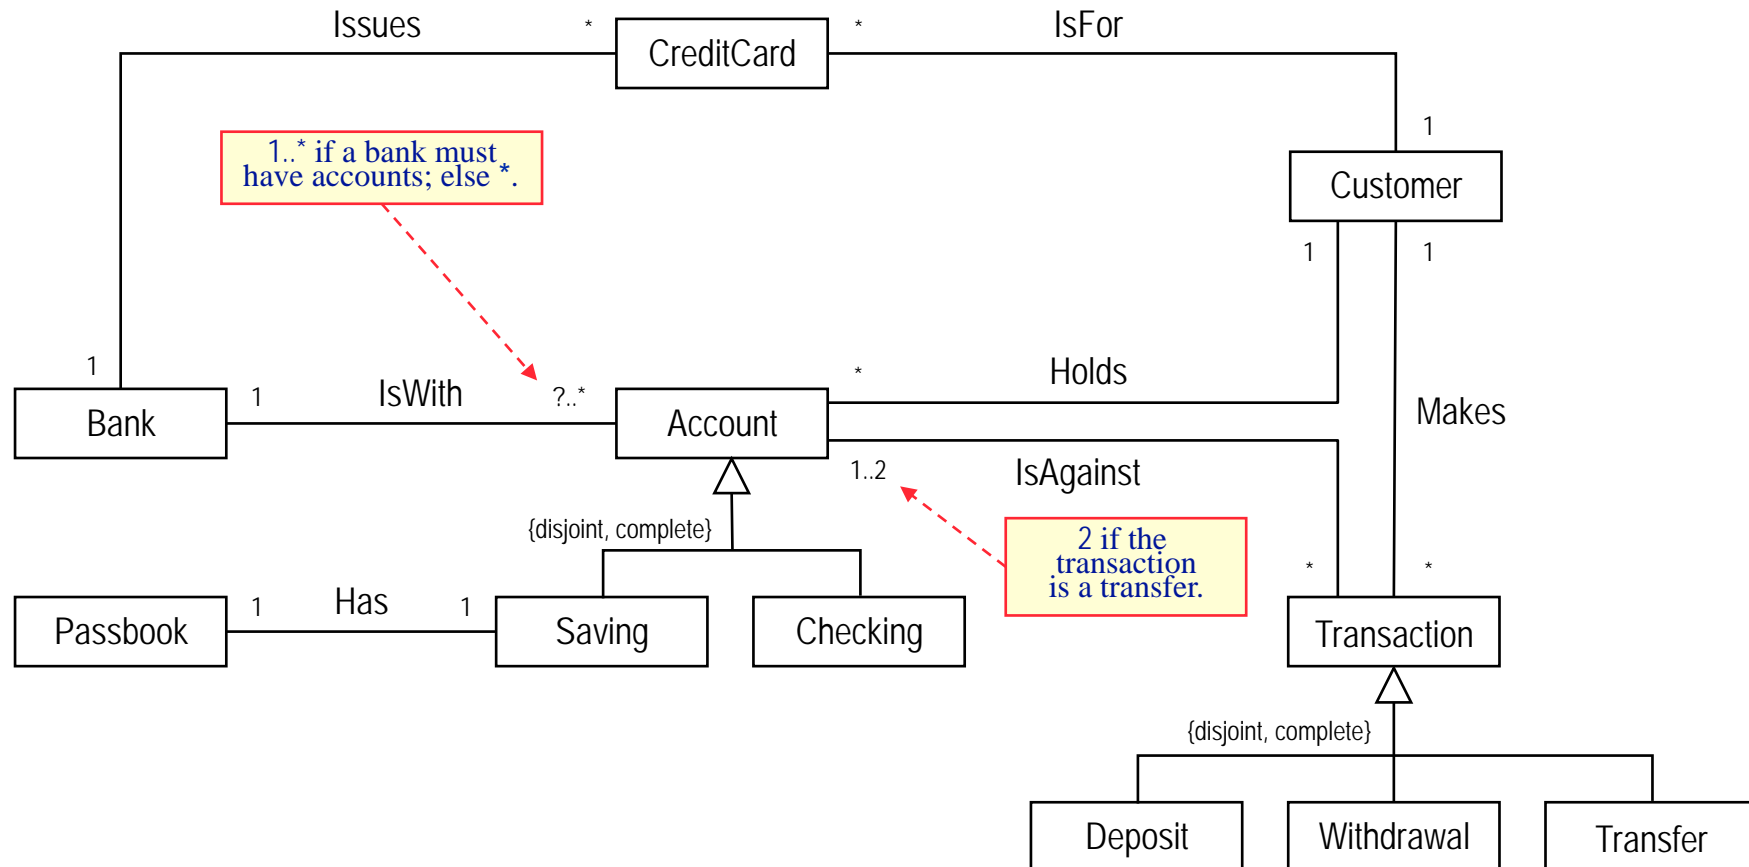 Issues
*
CreditCard
*
IsFor
1
1..* if a bank must
have accounts; else *.
Customer
1
1
1
Bank
1
IsWith
?..*
Account
*
Holds
Makes
1..2
IsAgainst
{disjoint, complete}
2 if the
transaction
is a transfer.
*
*
Passbook
1
Has
1
Saving
Checking
Transaction
{disjoint, complete}
Deposit
Withdrawal
Transfer